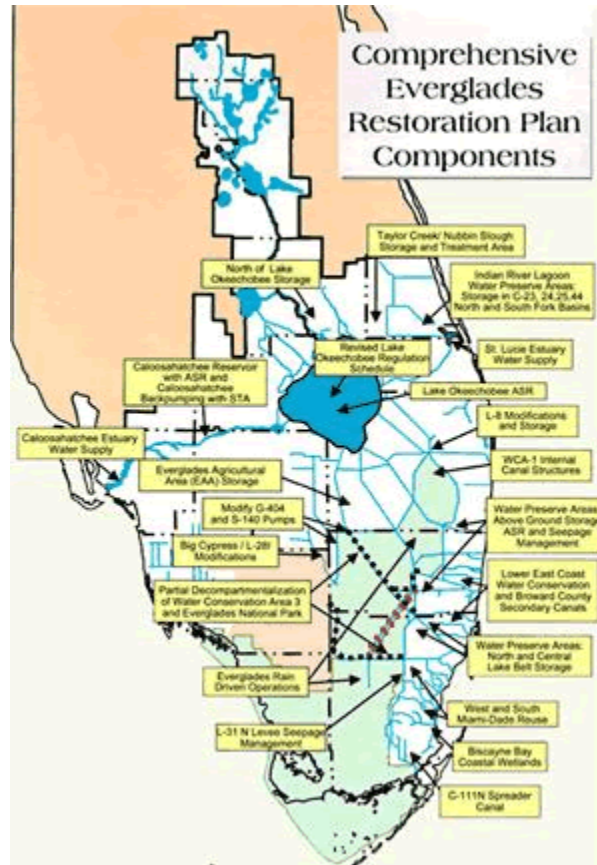 Comprehensive
Everglades
Restoration Plan
Components
Taylor Creek/ Nubbin Slough
Storage and Treatment Area
North of Lake
Okeechobee Storage
Indian River Lagoon
Water Preserve Areas:
Storage in C-23, 24,25,44
North and South Fork Basins
Revised Lake
Okeechobee Regulation
Schedule
St. Lucie Estuary
Water Supply
Caloosahatchee Reservoir
with ASR and
Caloosahatchee
Backpumping with STA
Lake Okeechobee ASR
L-8 Modifications
and Storage
Caloosahatchee Estuary
Water Supply
WCA-1 Internal
Canal Structures
Everglades Agricultural
Area (EAA) Storage
Modify G-404
and S-140 Pumps
Water Preserve Areas
Above Ground Storage
ASR and Seepage
Management
Big Cypress / L-28I
Modifications
Lower East Coast
Water Conservation
and Broward County
Secondary Canals
Partial Decompartmentalization
of Water Conservation Area 3
and Everglades National Park
Water Preserve Areas:
North and Central
Lake Belt Storage
Everglades Rain
Driven Operations
West and South
Miami-Dade Reuse
L-31 N Levee Seepage
Management
Biscayne Bay
Coastal Wetlands
C-111N Spreader
Canal